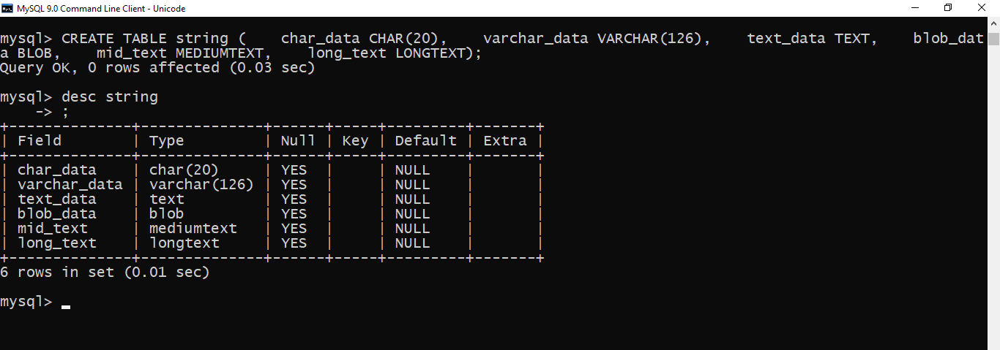 MySQL 9.0 Command Line Client - Unicode
mysql> CREATE TABLE string (    char_data CHAR(20),    varchar_data VARCHAR(126),    text_data TEXT,    blob_dat
a BLOB,    mid_text MEDIUMTEXT,    long_text LONGTEXT);
Query OK, 0 rows affected (0.03 sec)
mysql> desc string
    -> ;
+--------------+--------------+------+-----+---------+-------+
| Field        | Type         | Null | Key | Default | Extra |
+--------------+--------------+------+-----+---------+-------+
| char_data    | char(20)     | YES  |     | NULL    |       |
| varchar_data | varchar(126) | YES  |     | NULL    |       |
| text_data    | text         | YES  |     | NULL    |       |
| blob_data    | blob         | YES  |     | NULL    |       |
| mid_text     | mediumtext   | YES  |     | NULL    |       |
| long_text    | longtext     | YES  |     | NULL    |       |
+--------------+--------------+------+-----+---------+-------+
6 rows in set (0.01 sec)
mysql>